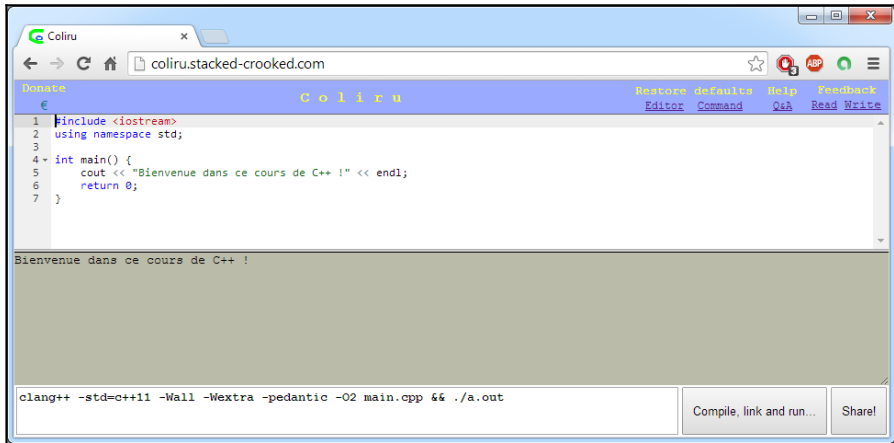 Coliru
coliru.stacked-crooked.com
3
ABP
Donate
€
Coliru
Restore defaults Help Feedback
Editor Command Q&A Read Write
1 #include <iostream>
2 using namespace std;
3
4 int main() {
5 cout << "Bienvenue dans ce cours de C++ !" << endl;
6 return 0;
7 }
Bienvenue dans ce cours de C++ !
clang++ -std=c++11 -Wall -Wextra -pedantic -O2 main.cpp && ./a.out
Compile, link and run... Share!